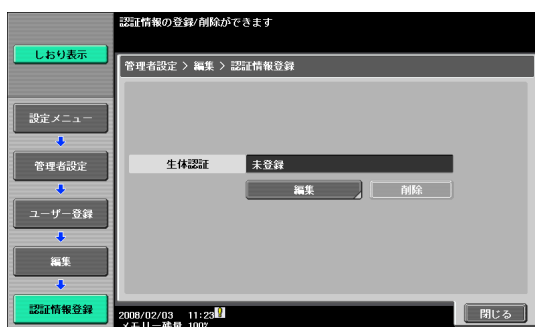 認証情報の登録/削除ができます
しおり表示
管理者設定 > 編集 > 認証情報登録
設定メニュー
管理者設定
生体認証 未登録
編集 削除
ユーザー登録
編集
認証情報登録
2008/02/03 11:23
メモリー残量 100%
閉じる